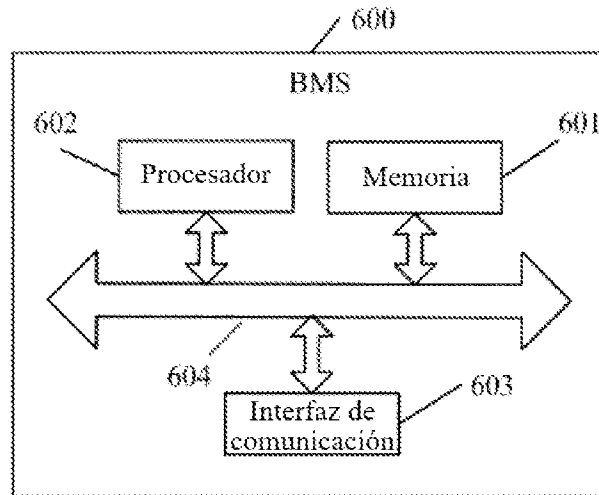 600
BMS
602
601
Procesador
Memoria
604
603
Interfaz de
comunicación